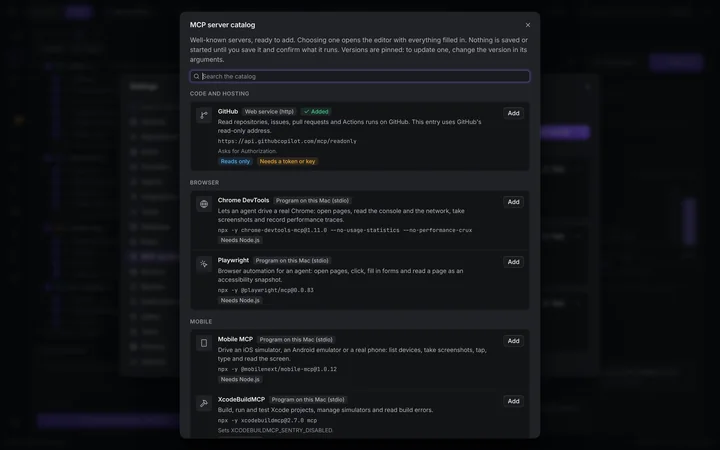 MCP server catalog
Well-known servers, ready to add. Choosing one opens the editor with everything filled in. Nothing is saved or
started until you save it and confirm what it runs. Versions are pinned: to update one, change the version in its
arguments.
Search the catalog
CODE AND HOSTING
GitHub Web service (http) ✓ Added
Add
Read repositories, issues, pull requests and Actions runs on GitHub. This entry uses GitHub's
read-only address.
https://api.githubcopilot.com/mcp/readonly
Asks for Authorization.
Reads only Needs a token or key
BROWSER
Chrome DevTools Program on this Mac (stdio)
Add
Lets an agent drive a real Chrome: open pages, read the console and the network, take
screenshots and record performance traces.
npx -y chrome-devtools-mcp@1.11.0 --no-usage-statistics --no-performance-crux
Needs Node.js
Playwright Program on this Mac (stdio)
Add
Browser automation for an agent: open pages, click, fill in forms and read a page as an
accessibility snapshot.
npx -y @playwright/mcp@0.0.83
Needs Node.js
MOBILE
Mobile MCP Program on this Mac (stdio)
Add
Drive an iOS simulator, an Android emulator or a real phone: list devices, take screenshots, tap,
type and read the screen.
npx -y @mobilenext/mobile-mcp@1.0.12
Needs Node.js
XcodeBuildMCP Program on this Mac (stdio)
Add
Build, run and test Xcode projects, manage simulators and read build errors.
npx -y xcodebuildmcp@2.7.0 mcp
Sets XCODEBUILDMCP_SENTRY_DISABLED.